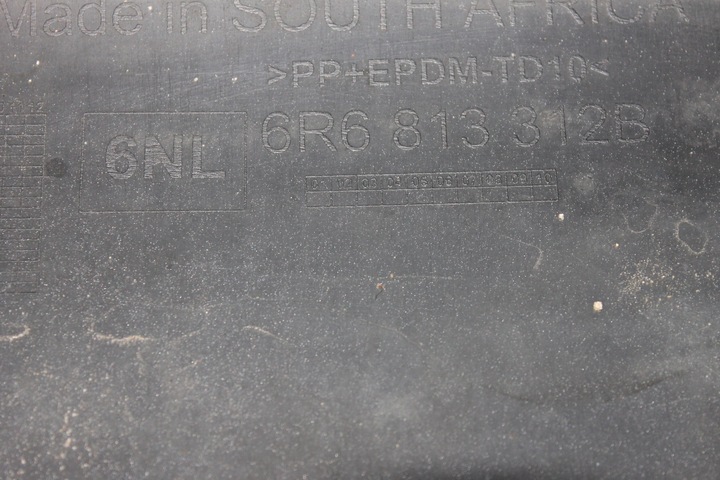 Made in SOUTH AFRICA
>PP+EPDM-TD10<
6R6 813 312B
6NL